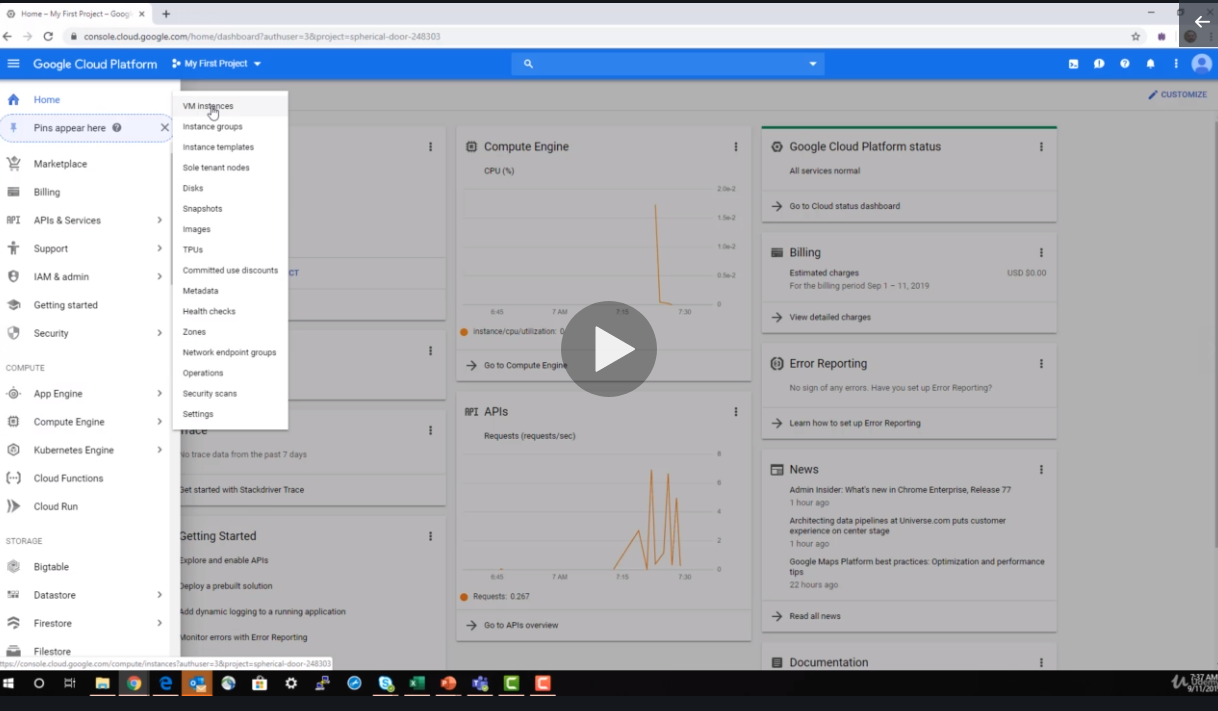 Home – My First Project – Goog
console.cloud.google.com/home/dashboard?authuser=3&project=spherical-door-248303
Google Cloud Platform
My First Project
CUSTOMIZE
Home
Pins appear here
Marketplace
Billing
APIs & Services
Support
IAM & admin
Getting started
Security
COMPUTE
App Engine
Compute Engine
Kubernetes Engine
Cloud Functions
Cloud Run
STORAGE
Bigtable
Datastore
Firestore
Filestore
VM instances
Instance groups
Instance templates
Sole tenant nodes
Disks
Snapshots
Images
TPUs
Committed use discounts
Metadata
Health checks
Zones
Network endpoint groups
Operations
Security scans
Settings
CT
Trace
No trace data from the past 7 days
Get started with Stackdriver Trace
Getting Started
Explore and enable APIs
Deploy a prebuilt solution
Add dynamic logging to a running application
Monitor errors with Error Reporting
Compute Engine
CPU (%)
2.0e-2
1.5e-2
1.0e-2
0.5e-2
0
6:45 7 AM 7:15 7:30
instance/cpu/utilization: 0
Go to Compute Engine
API APIs
Requests (requests/sec)
8
6
4
2
0
6:45 7 AM 7:15 7:30
Requests: 0.267
Go to APIs overview
Google Cloud Platform status
All services normal
Go to Cloud status dashboard
Billing
Estimated charges USD $0.00
For the billing period Sep 1 – 11, 2019
View detailed charges
Error Reporting
No sign of any errors. Have you set up Error Reporting?
Learn how to set up Error Reporting
News
Admin Insider: What's new in Chrome Enterprise, Release 77
1 hour ago
Architecting data pipelines at Universe.com puts customer
experience on center stage
1 hour ago
Google Maps Platform best practices: Optimization and performance
tips
22 hours ago
Read all news
Documentation
ttps://console.cloud.google.com/compute/instances?authuser=3&project=spherical-door-248303
7:37 AM
9/11/201